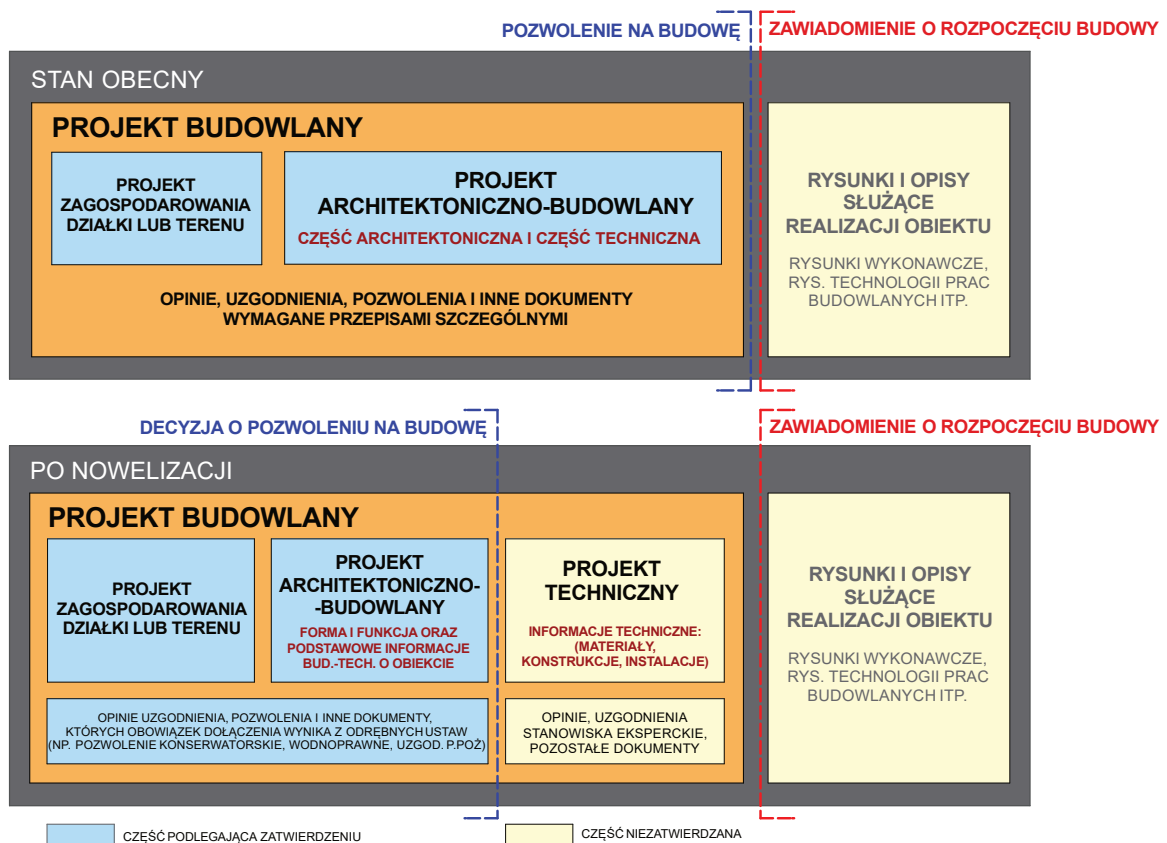 POZWOLENIE NA BUDOWĘ
ZAWIADOMIENIE O ROZPOCZĘCIU BUDOWY
STAN OBECNY
PROJEKT BUDOWLANY
PROJEKT
ZAGOSPODAROWANIA
DZIAŁKI LUB TERENU
PROJEKT
ARCHITEKTONICZNO-BUDOWLANY
CZĘŚĆ ARCHITEKTONICZNA I CZĘŚĆ TECHNICZNA
OPINIE, UZGODNIENIA, POZWOLENIA I INNE DOKUMENTY
WYMAGANE PRZEPISAMI SZCZEGÓLNYMI
RYSUNKI I OPISY
SŁUŻĄCE
REALIZACJI OBIEKTU
RYSUNKI WYKONAWCZE,
RYS. TECHNOLOGII PRAC
BUDOWLANYCH ITP.
DECYZJA O POZWOLENIU NA BUDOWĘ
ZAWIADOMIENIE O ROZPOCZĘCIU BUDOWY
PO NOWELIZACJI
PROJEKT BUDOWLANY
PROJEKT
ZAGOSPODAROWANIA
DZIAŁKI LUB TERENU
PROJEKT
ARCHITEKTONICZNO-
-BUDOWLANY
FORMA I FUNKCJA ORAZ
PODSTAWOWE INFORMACJE
BUD.-TECH. O OBIEKCIE
PROJEKT
TECHNICZNY
INFORMACJE TECHNICZNE:
(MATERIAŁY,
KONSTRUKCJE, INSTALACJE)
OPINIE UZGODNIENIA, POZWOLENIA I INNE DOKUMENTY,
KTÓRYCH OBOWIĄZEK DOŁĄCZENIA WYNIKA Z ODRĘBNYCH USTAW
(NP. POZWOLENIE KONSERWATORSKIE, WODNOPRAWNE, UZGOD. P.POŻ)
OPINIE, UZGODNIENIA
STANOWISKA EKSPERCKIE,
POZOSTAŁE DOKUMENTY
RYSUNKI I OPISY
SŁUŻĄCE
REALIZACJI OBIEKTU
RYSUNKI WYKONAWCZE,
RYS. TECHNOLOGII PRAC
BUDOWLANYCH ITP.
CZĘŚĆ PODLEGAJĄCA ZATWIERDZENIU
CZĘŚĆ NIEZATWIERDZANA